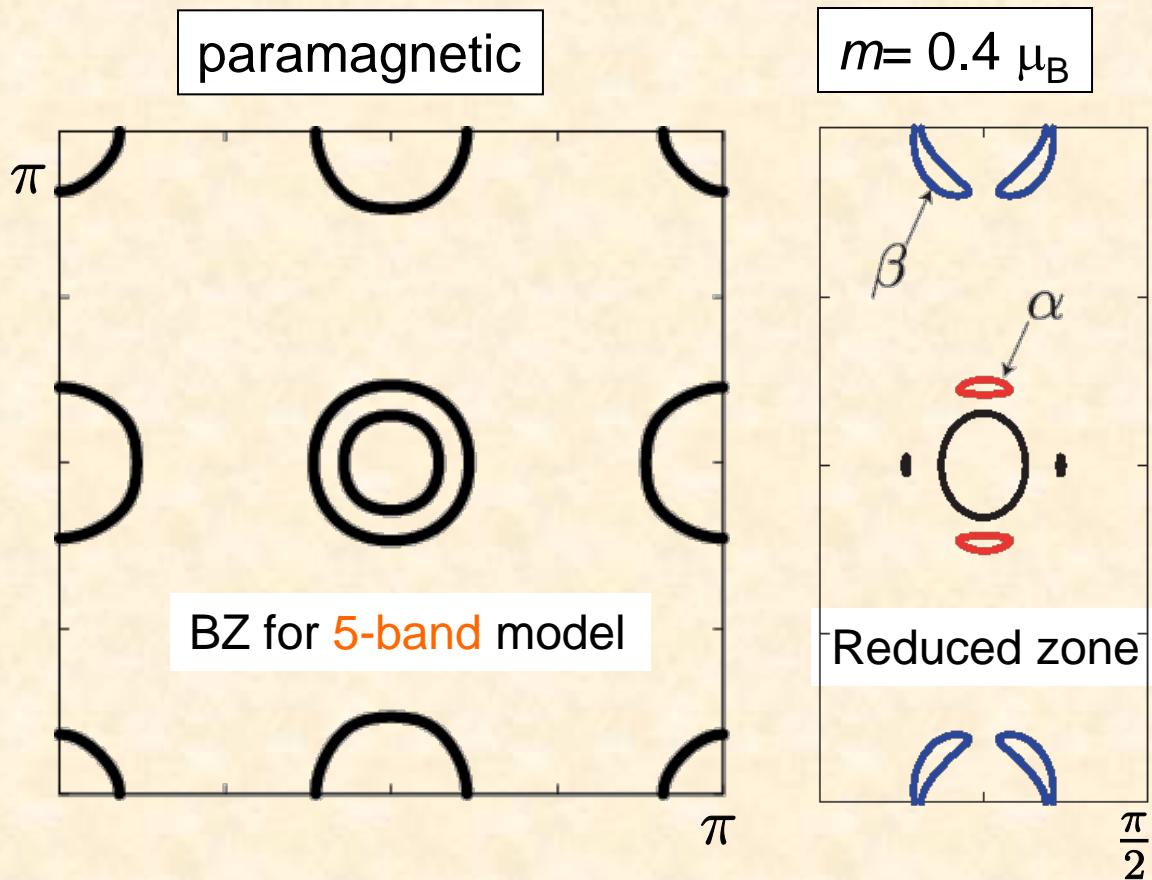 paramagnetic
m= 0.4 μB
π
β
α
BZ for 5-band model
Reduced zone
π
π/2